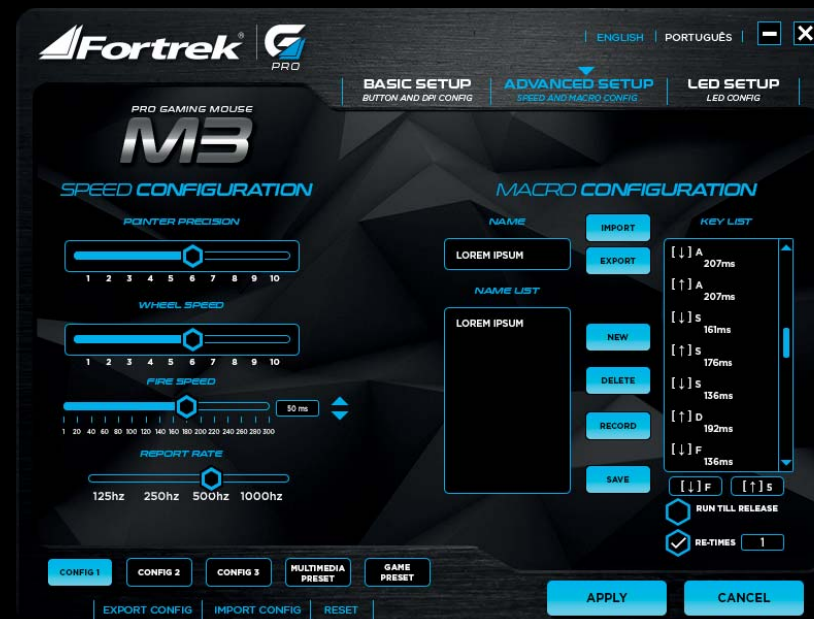 Fortrek® G PRO
ENGLISH | PORTUGUÊS
BASIC SETUP
BUTTON AND DPI CONFIG
ADVANCED SETUP
SPEED AND MACRO CONFIG
LED SETUP
LED CONFIG
PRO GAMING MOUSE
M3
SPEED CONFIGURATION
POINTER PRECISION
1 2 3 4 5 6 7 8 9 10
WHEEL SPEED
1 2 3 4 5 6 7 8 9 10
FIRE SPEED
50 ms
1 20 40 60 80 100 120 140 160 180 200 220 240 260 280 300
REPORT RATE
125hz 250hz 500hz 1000hz
MACRO CONFIGURATION
NAME
LOREM IPSUM
NAME LIST
LOREM IPSUM
IMPORT
EXPORT
NEW
DELETE
RECORD
SAVE
KEY LIST
[↓] A
207ms
[↑] A
207ms
[↓] S
161ms
[↑] S
176ms
[↓] S
136ms
[↑] D
192ms
[↓] F
136ms
[↓] F [↑] S
RUN TILL RELEASE
RE-TIMES 1
CONFIG 1
CONFIG 2
CONFIG 3
MULTIMEDIA
PRESET
GAME
PRESET
EXPORT CONFIG | IMPORT CONFIG | RESET
APPLY
CANCEL